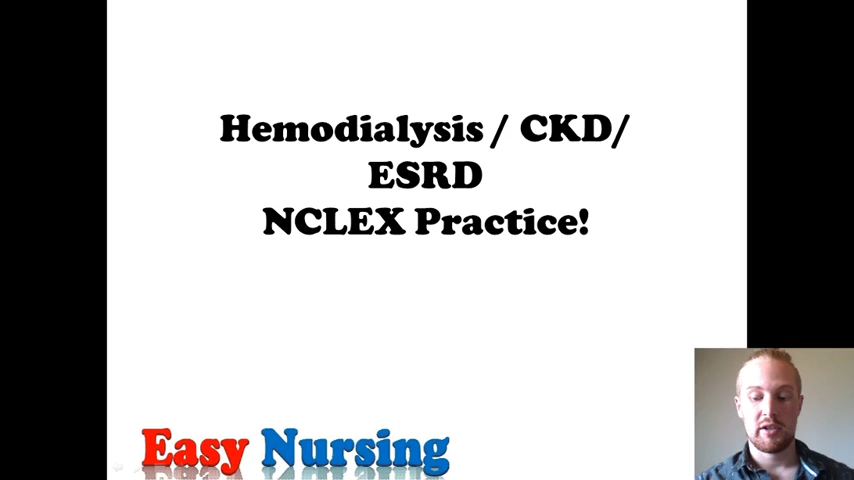 Hemodialysis / CKD/
ESRD
NCLEX Practice!
Easy Nursing